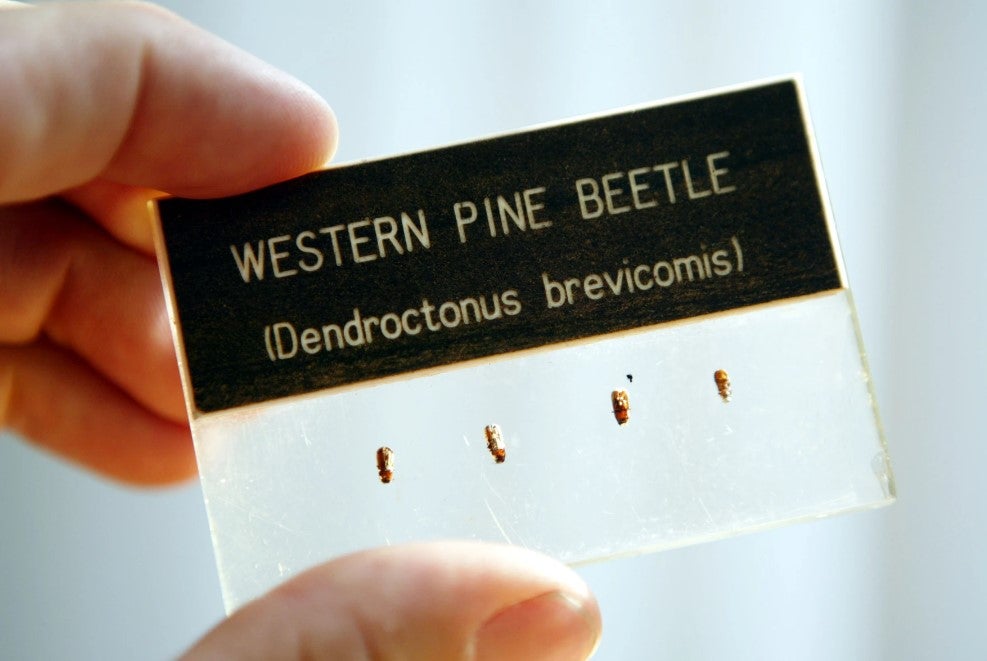 WESTERN PINE BEETLE
(Dendroctonus brevicomis)